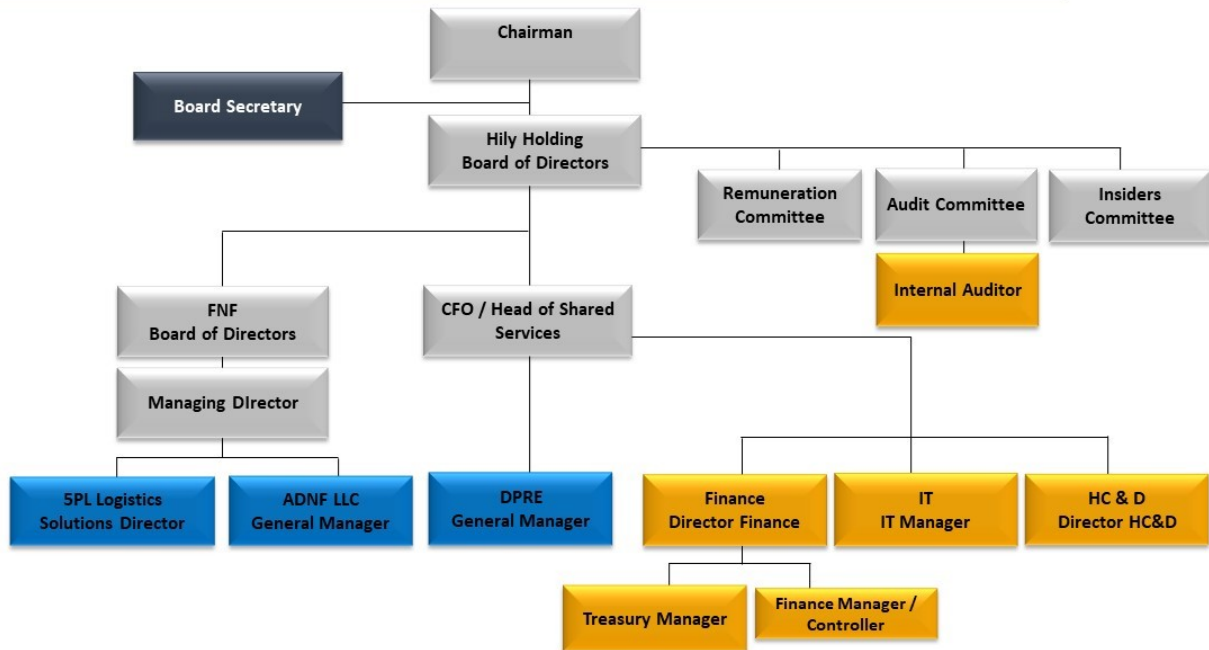 Chairman
Board Secretary
Hily Holding
Board of Directors
Remuneration
Committee
Audit Committee
Insiders
Committee
Internal Auditor
FNF
Board of Directors
CFO / Head of Shared
Services
Managing DIrector
5PL Logistics
Solutions Director
ADNF LLC
General Manager
DPRE
General Manager
Finance
Director Finance
IT
IT Manager
HC & D
Director HC&D
Treasury Manager
Finance Manager /
Controller